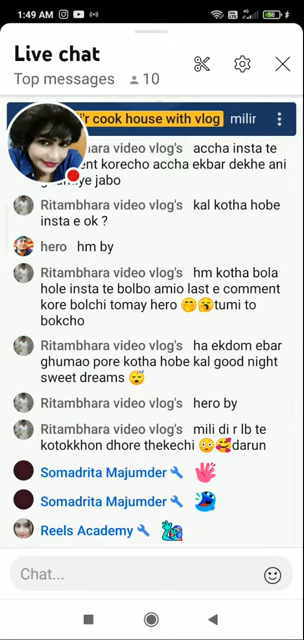 1:49 AM
58
Live chat
Top messages 10
cook house with vlog milir
hara video vlog's accha insta te
ent korecho accha ekbar dekhe ani
jabo
Ritambhara video vlog's kal kotha hobe
insta e ok ?
hero hm by
Ritambhara video vlog's hm kotha bola
hole insta te bolbo amio last e comment
kore bolchi tomay hero 🤭🤫tumi to
bokcho
Ritambhara video vlog's ha ekdom ebar
ghumao pore kotha hobe kal good night
sweet dreams 😴
Ritambhara video vlog's hero by
Ritambhara video vlog's mili di r lb te
kotokkhon dhore thekechi 😳🥰darun
Somadrita Majumder
Somadrita Majumder
Reels Academy
Chat...